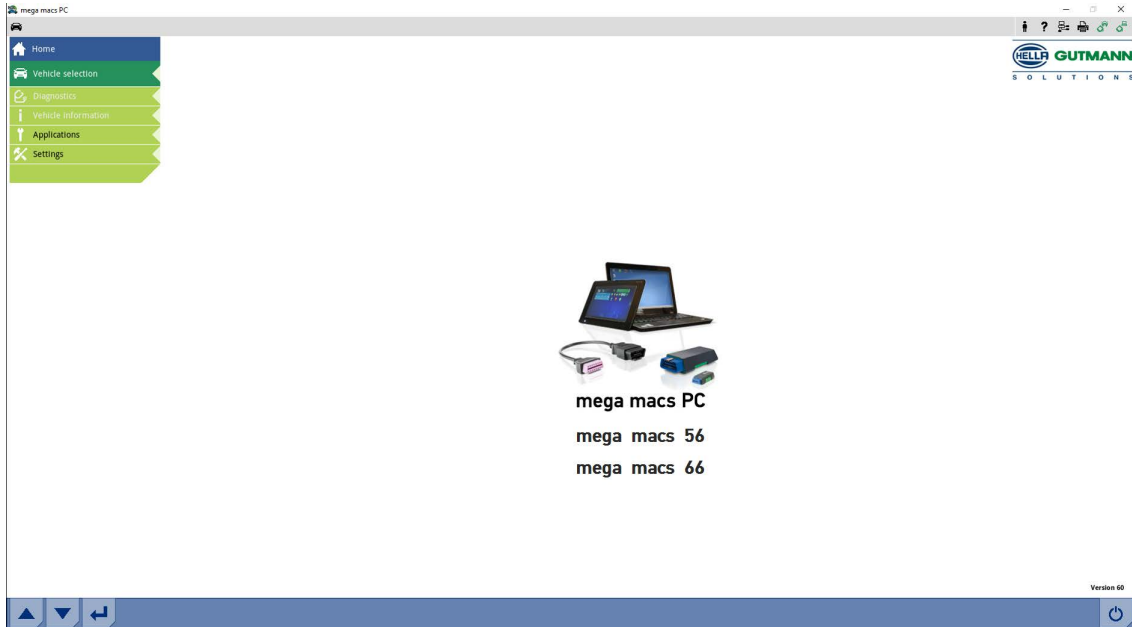 mega macs PC
Home
Vehicle selection
Diagnostics
Vehicle Information
Applications
Settings
HELLA GUTMANN
SOLUTIONS
mega macs PC
mega macs 56
mega macs 66
Version 60